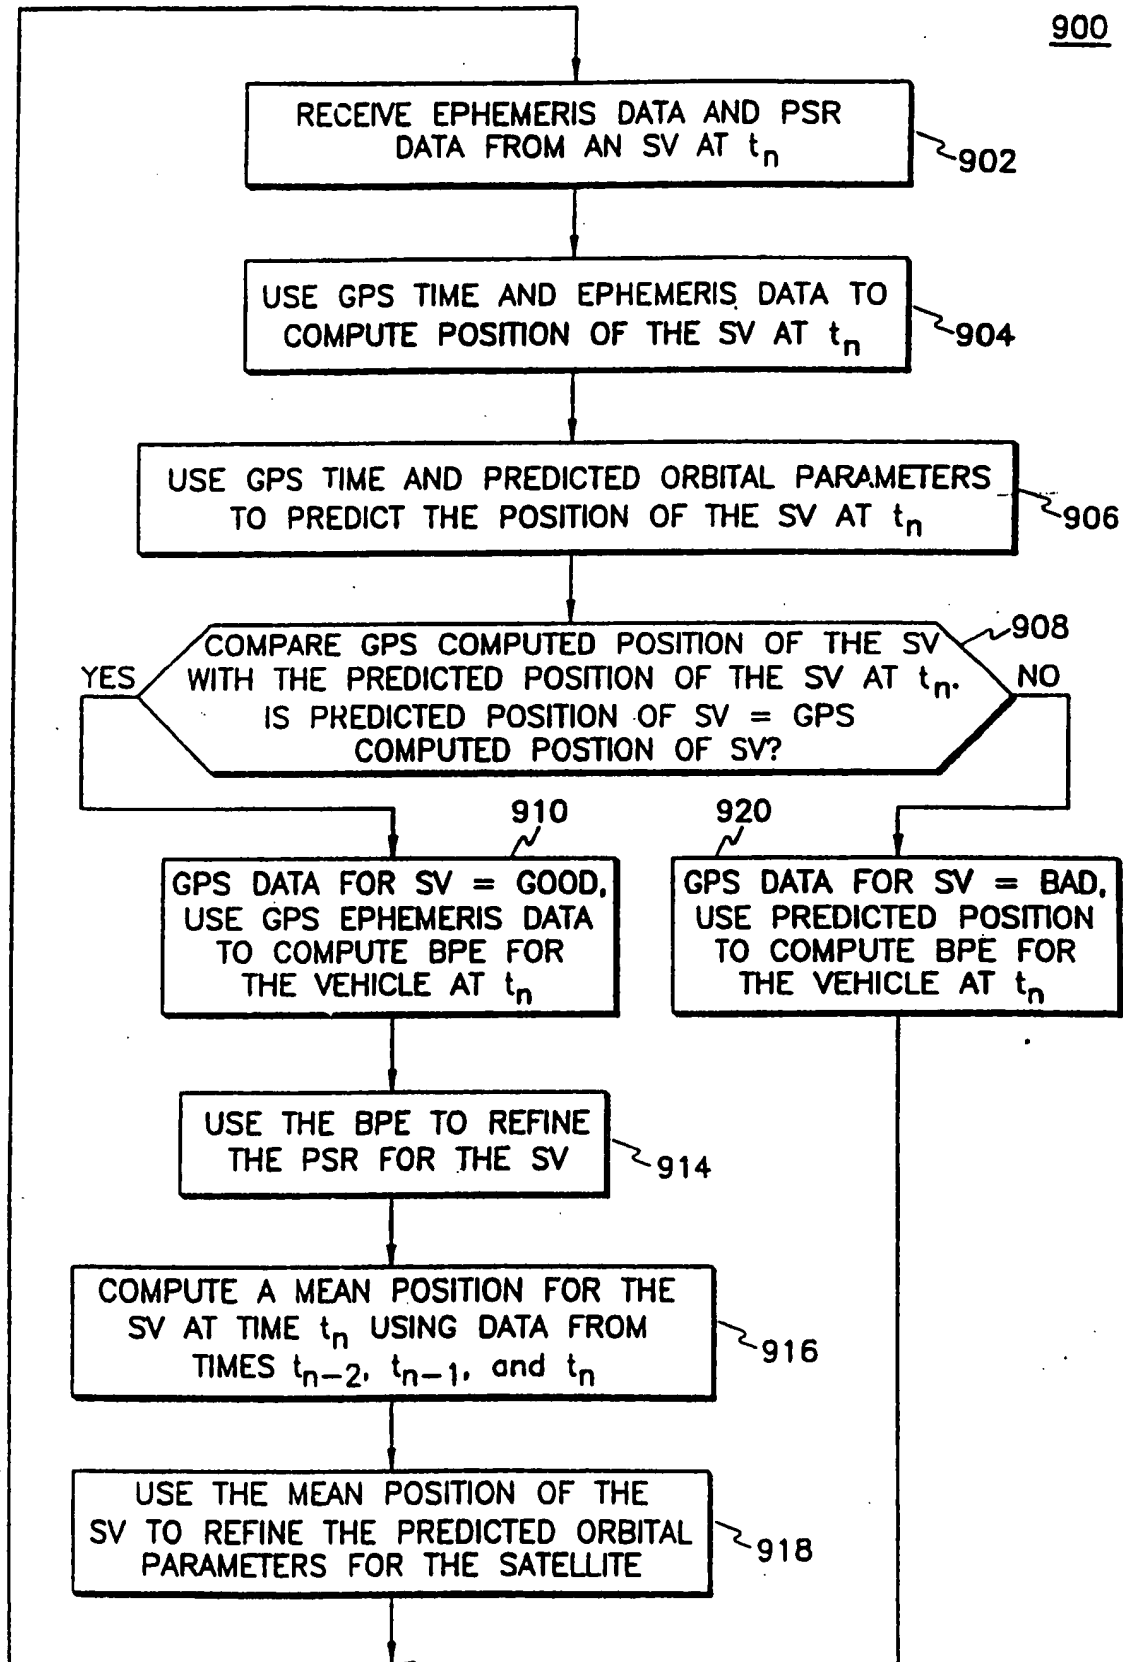 900
RECEIVE EPHEMERIS DATA AND PSR
DATA FROM AN SV AT tn
902
USE GPS TIME AND EPHEMERIS DATA TO
COMPUTE POSITION OF THE SV AT tn
904
USE GPS TIME AND PREDICTED ORBITAL PARAMETERS
TO PREDICT THE POSITION OF THE SV AT tn
906
COMPARE GPS COMPUTED POSITION OF THE SV
WITH THE PREDICTED POSITION OF THE SV AT tn.
IS PREDICTED POSITION OF SV = GPS
COMPUTED POSTION OF SV?
908
YES
NO
910
GPS DATA FOR SV = GOOD,
USE GPS EPHEMERIS DATA
TO COMPUTE BPE FOR
THE VEHICLE AT tn
920
GPS DATA FOR SV = BAD,
USE PREDICTED POSITION
TO COMPUTE BPE FOR
THE VEHICLE AT tn
USE THE BPE TO REFINE
THE PSR FOR THE SV
914
COMPUTE A MEAN POSITION FOR THE
SV AT TIME tn USING DATA FROM
TIMES tn-2, tn-1, and tn
916
USE THE MEAN POSITION OF THE
SV TO REFINE THE PREDICTED ORBITAL
PARAMETERS FOR THE SATELLITE
918